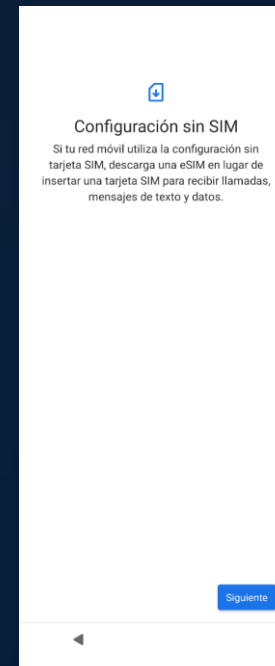 Configuración sin SIM
Si tu red móvil utiliza la configuración sin
tarjeta SIM, descarga una eSIM en lugar de
insertar una tarjeta SIM para recibir llamadas,
mensajes de texto y datos.
Siguiente